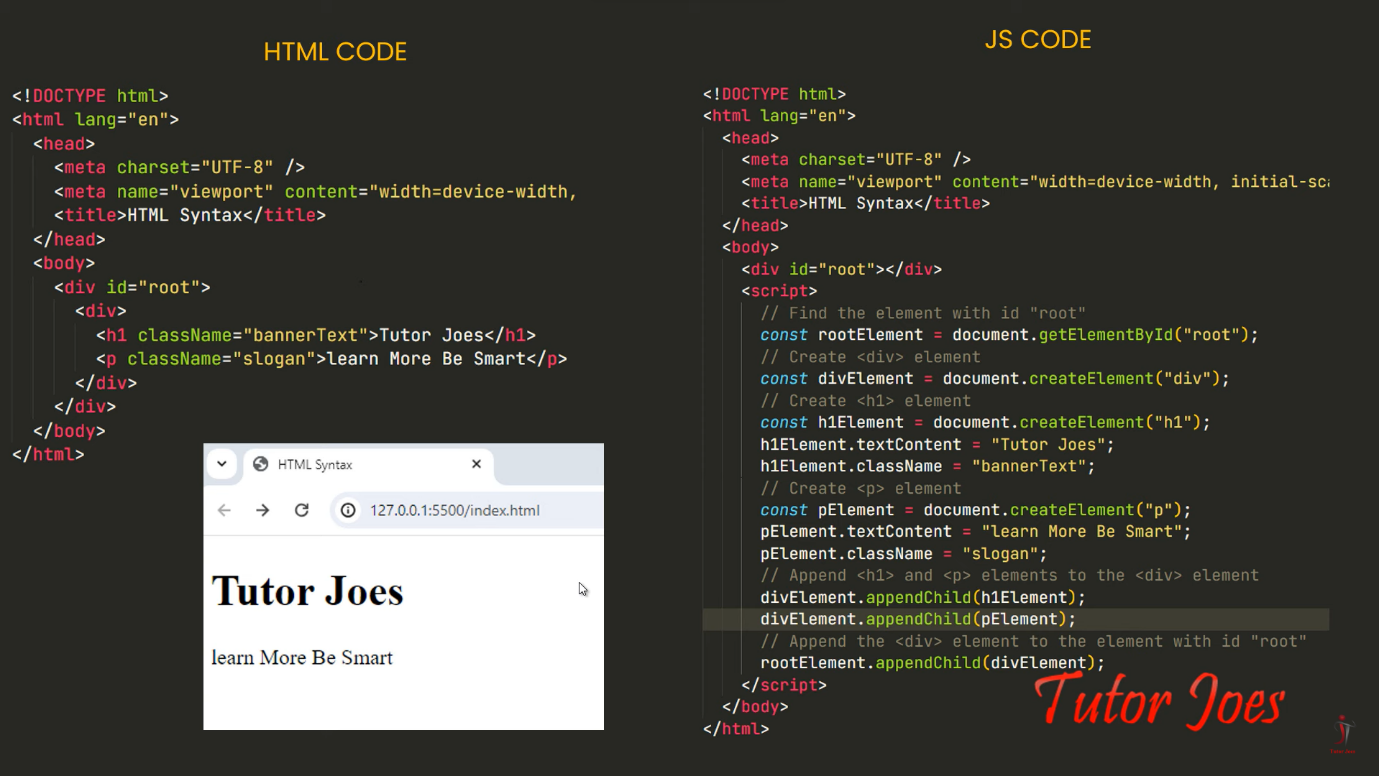 HTML CODE
<!DOCTYPE html>
<html lang="en">
<head>
<meta charset="UTF-8" />
<meta name="viewport" content="width=device-width,
<title>HTML Syntax</title>
</head>
<body>
<div id="root">
<div>
<h1 className="bannerText">Tutor Joes</h1>
<p className="slogan">learn More Be Smart</p>
</div>
</div>
</body>
</html>
HTML Syntax
127.0.0.1:5500/index.html
Tutor Joes
learn More Be Smart
JS CODE
<!DOCTYPE html>
<html lang="en">
<head>
<meta charset="UTF-8" />
<meta name="viewport" content="width=device-width, initial-sca
<title>HTML Syntax</title>
</head>
<body>
<div id="root"></div>
<script>
// Find the element with id "root"
const rootElement = document.getElementById("root");
// Create <div> element
const divElement = document.createElement("div");
// Create <h1> element
const h1Element = document.createElement("h1");
h1Element.textContent = "Tutor Joes";
h1Element.className = "bannerText";
// Create <p> element
const pElement = document.createElement("p");
pElement.textContent = "learn More Be Smart";
pElement.className = "slogan";
// Append <h1> and <p> elements to the <div> element
divElement.appendChild(h1Element);
divElement.appendChild(pElement);
// Append the <div> element to the element with id "root"
rootElement.appendChild(divElement);
</script>
</body>
</html>
Tutor Joes
Tutor Joes